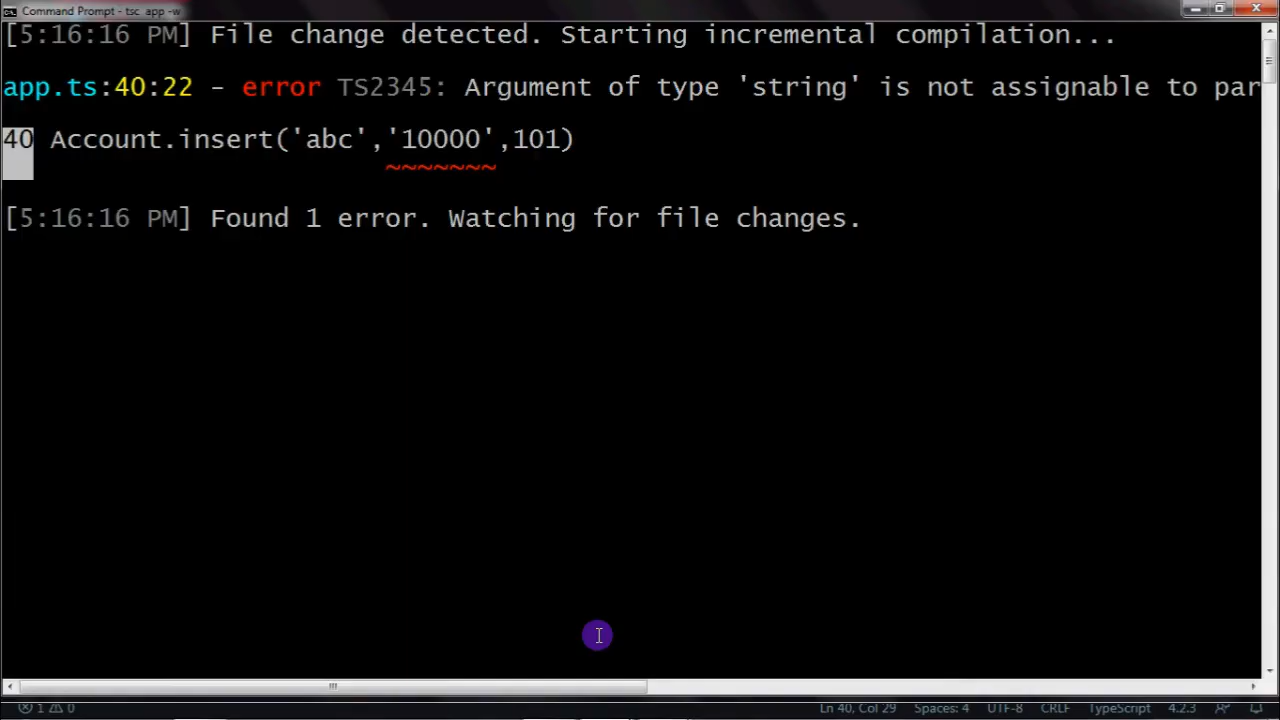 Command Prompt - tsc app -w
[5:16:16 PM] File change detected. Starting incremental compilation...
app.ts:40:22 - error TS2345: Argument of type 'string' is not assignable to par
40 Account.insert('abc','10000',101)
~~~~~~~
[5:16:16 PM] Found 1 error. Watching for file changes.
1 0 Ln 40, Col 29 Spaces: 4 UTF-8 CRLF TypeScript 4.2.3